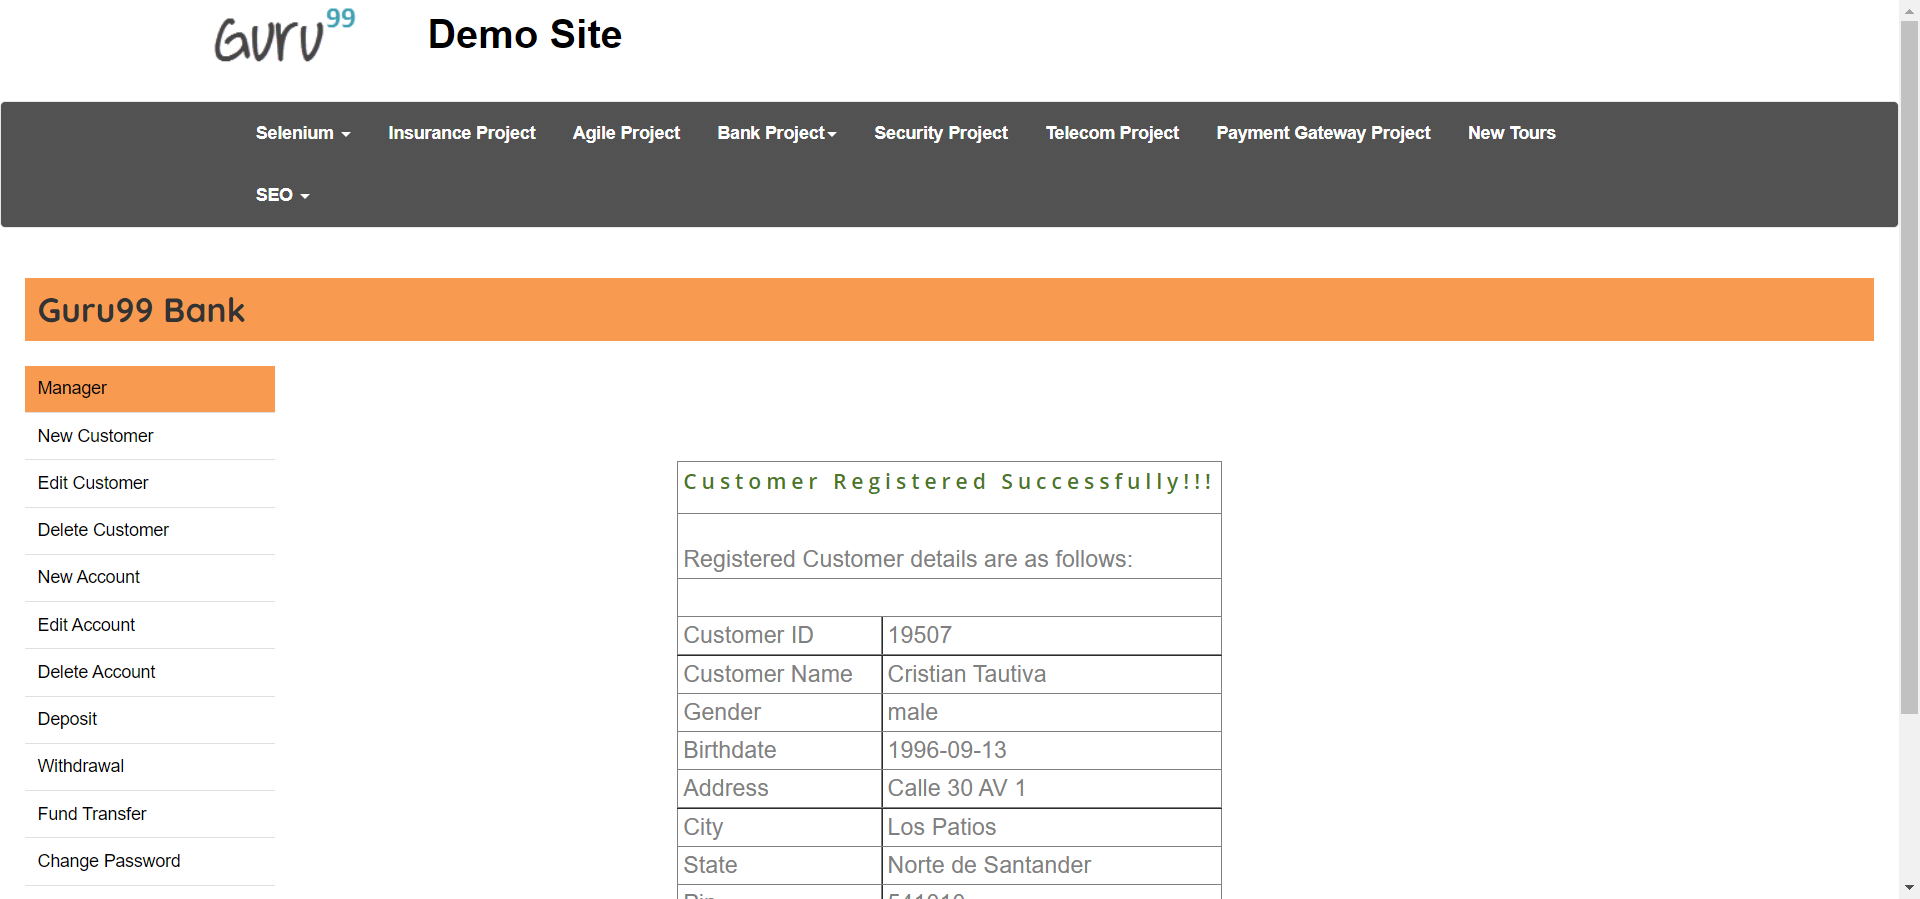 Guru99 Demo Site
Selenium Insurance Project Agile Project Bank Project Security Project Telecom Project Payment Gateway Project New Tours
SEO
Guru99 Bank
Manager
New Customer
Edit Customer
Delete Customer
New Account
Edit Account
Delete Account
Deposit
Withdrawal
Fund Transfer
Change Password
Customer Registered Successfully!!!
Registered Customer details are as follows:
Customer ID 19507
Customer Name Cristian Tautiva
Gender male
Birthdate 1996-09-13
Address Calle 30 AV 1
City Los Patios
State Norte de Santander